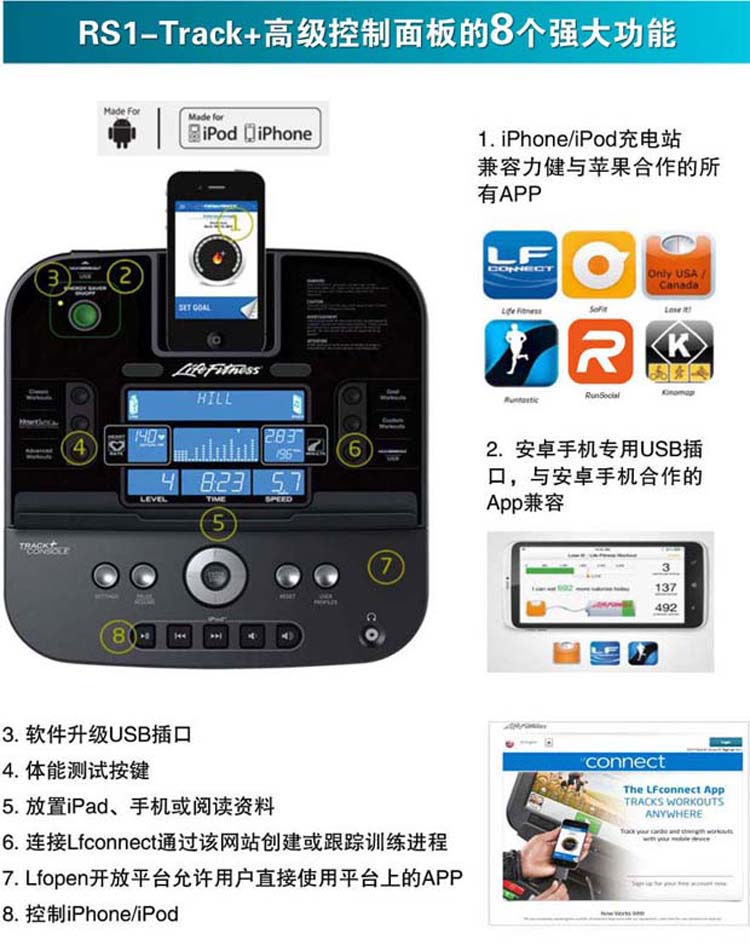 RS1-Track+高级控制面板的8个强大功能
Made For
Made for
iPod iPhone
1. iPhone/iPod充电站
兼容力健与苹果合作的所
有APP
LF
CONNECT
Only USA /
Canada
Life Fitness
SoFit
Lose It!
R
K
Runtastic
RunSocial
Kinomap
1
SET GOAL
3
2
USB
ENERGY SAVER
ON/OFF
LifeFitness
Classic
Workouts
Advanced
Workouts
4
HILL
HEART
RATE
140
283
196
LEVEL
4
TIME
8:23
SPEED
5.7
Goal
Workouts
Custom
Workouts
6
USB
5
TRACK+
CONSOLE
7
SETTINGS
PAUSE
RESUME
RESET
USER
PROFILES
iPod
8
2. 安卓手机专用USB插
口，与安卓手机合作的
App兼容
Lose It! - Life Fitness Workout
I can eat 692 more calories today.
3
137
492
3. 软件升级USB插口
4. 体能测试按键
5. 放置iPad、手机或阅读资料
6. 连接Lfconnect通过该网站创建或跟踪训练进程
7. Lfopen开放平台允许用户直接使用平台上的APP
8. 控制iPhone/iPod
LifeFitness
Login
LFconnect
The LFconnect App
TRACKS WORKOUTS
ANYWHERE
Track your cardio and strength workouts
with your mobile device
Sign up for your free account now.
Now Works With